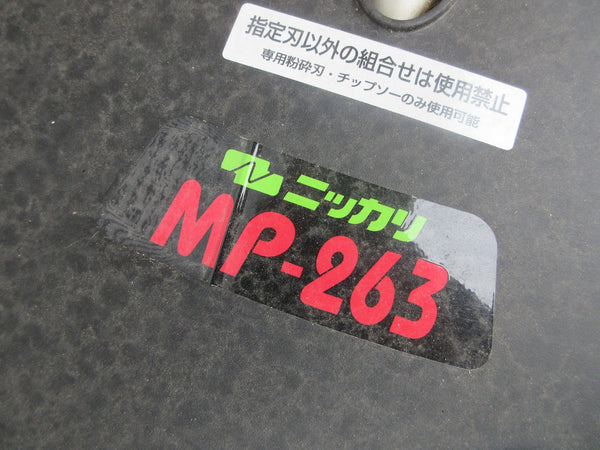 指定刃以外の組合せは使用禁止
専用粉砕刃・チップソーのみ使用可能
ニッカリ
MP-263